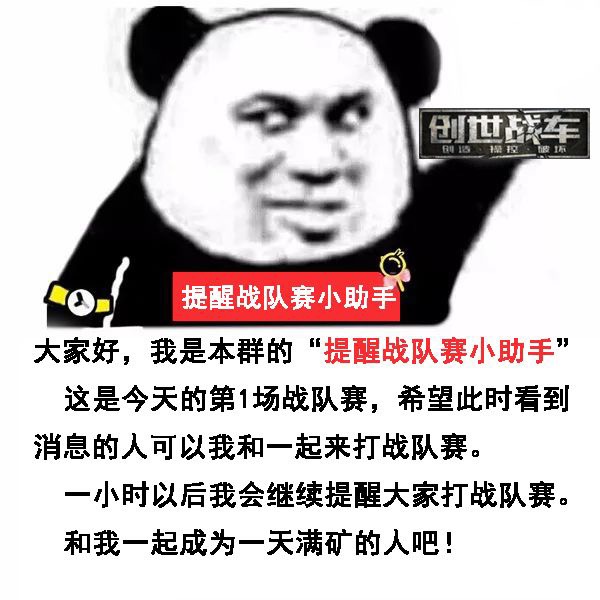 创世战车
创造·操控·破坏
提醒战队赛小助手
大家好，我是本群的“提醒战队赛小助手”
这是今天的第1场战队赛，希望此时看到
消息的人可以我和一起来打战队赛。
一小时以后我会继续提醒大家打战队赛。
和我一起成为一天满矿的人吧！